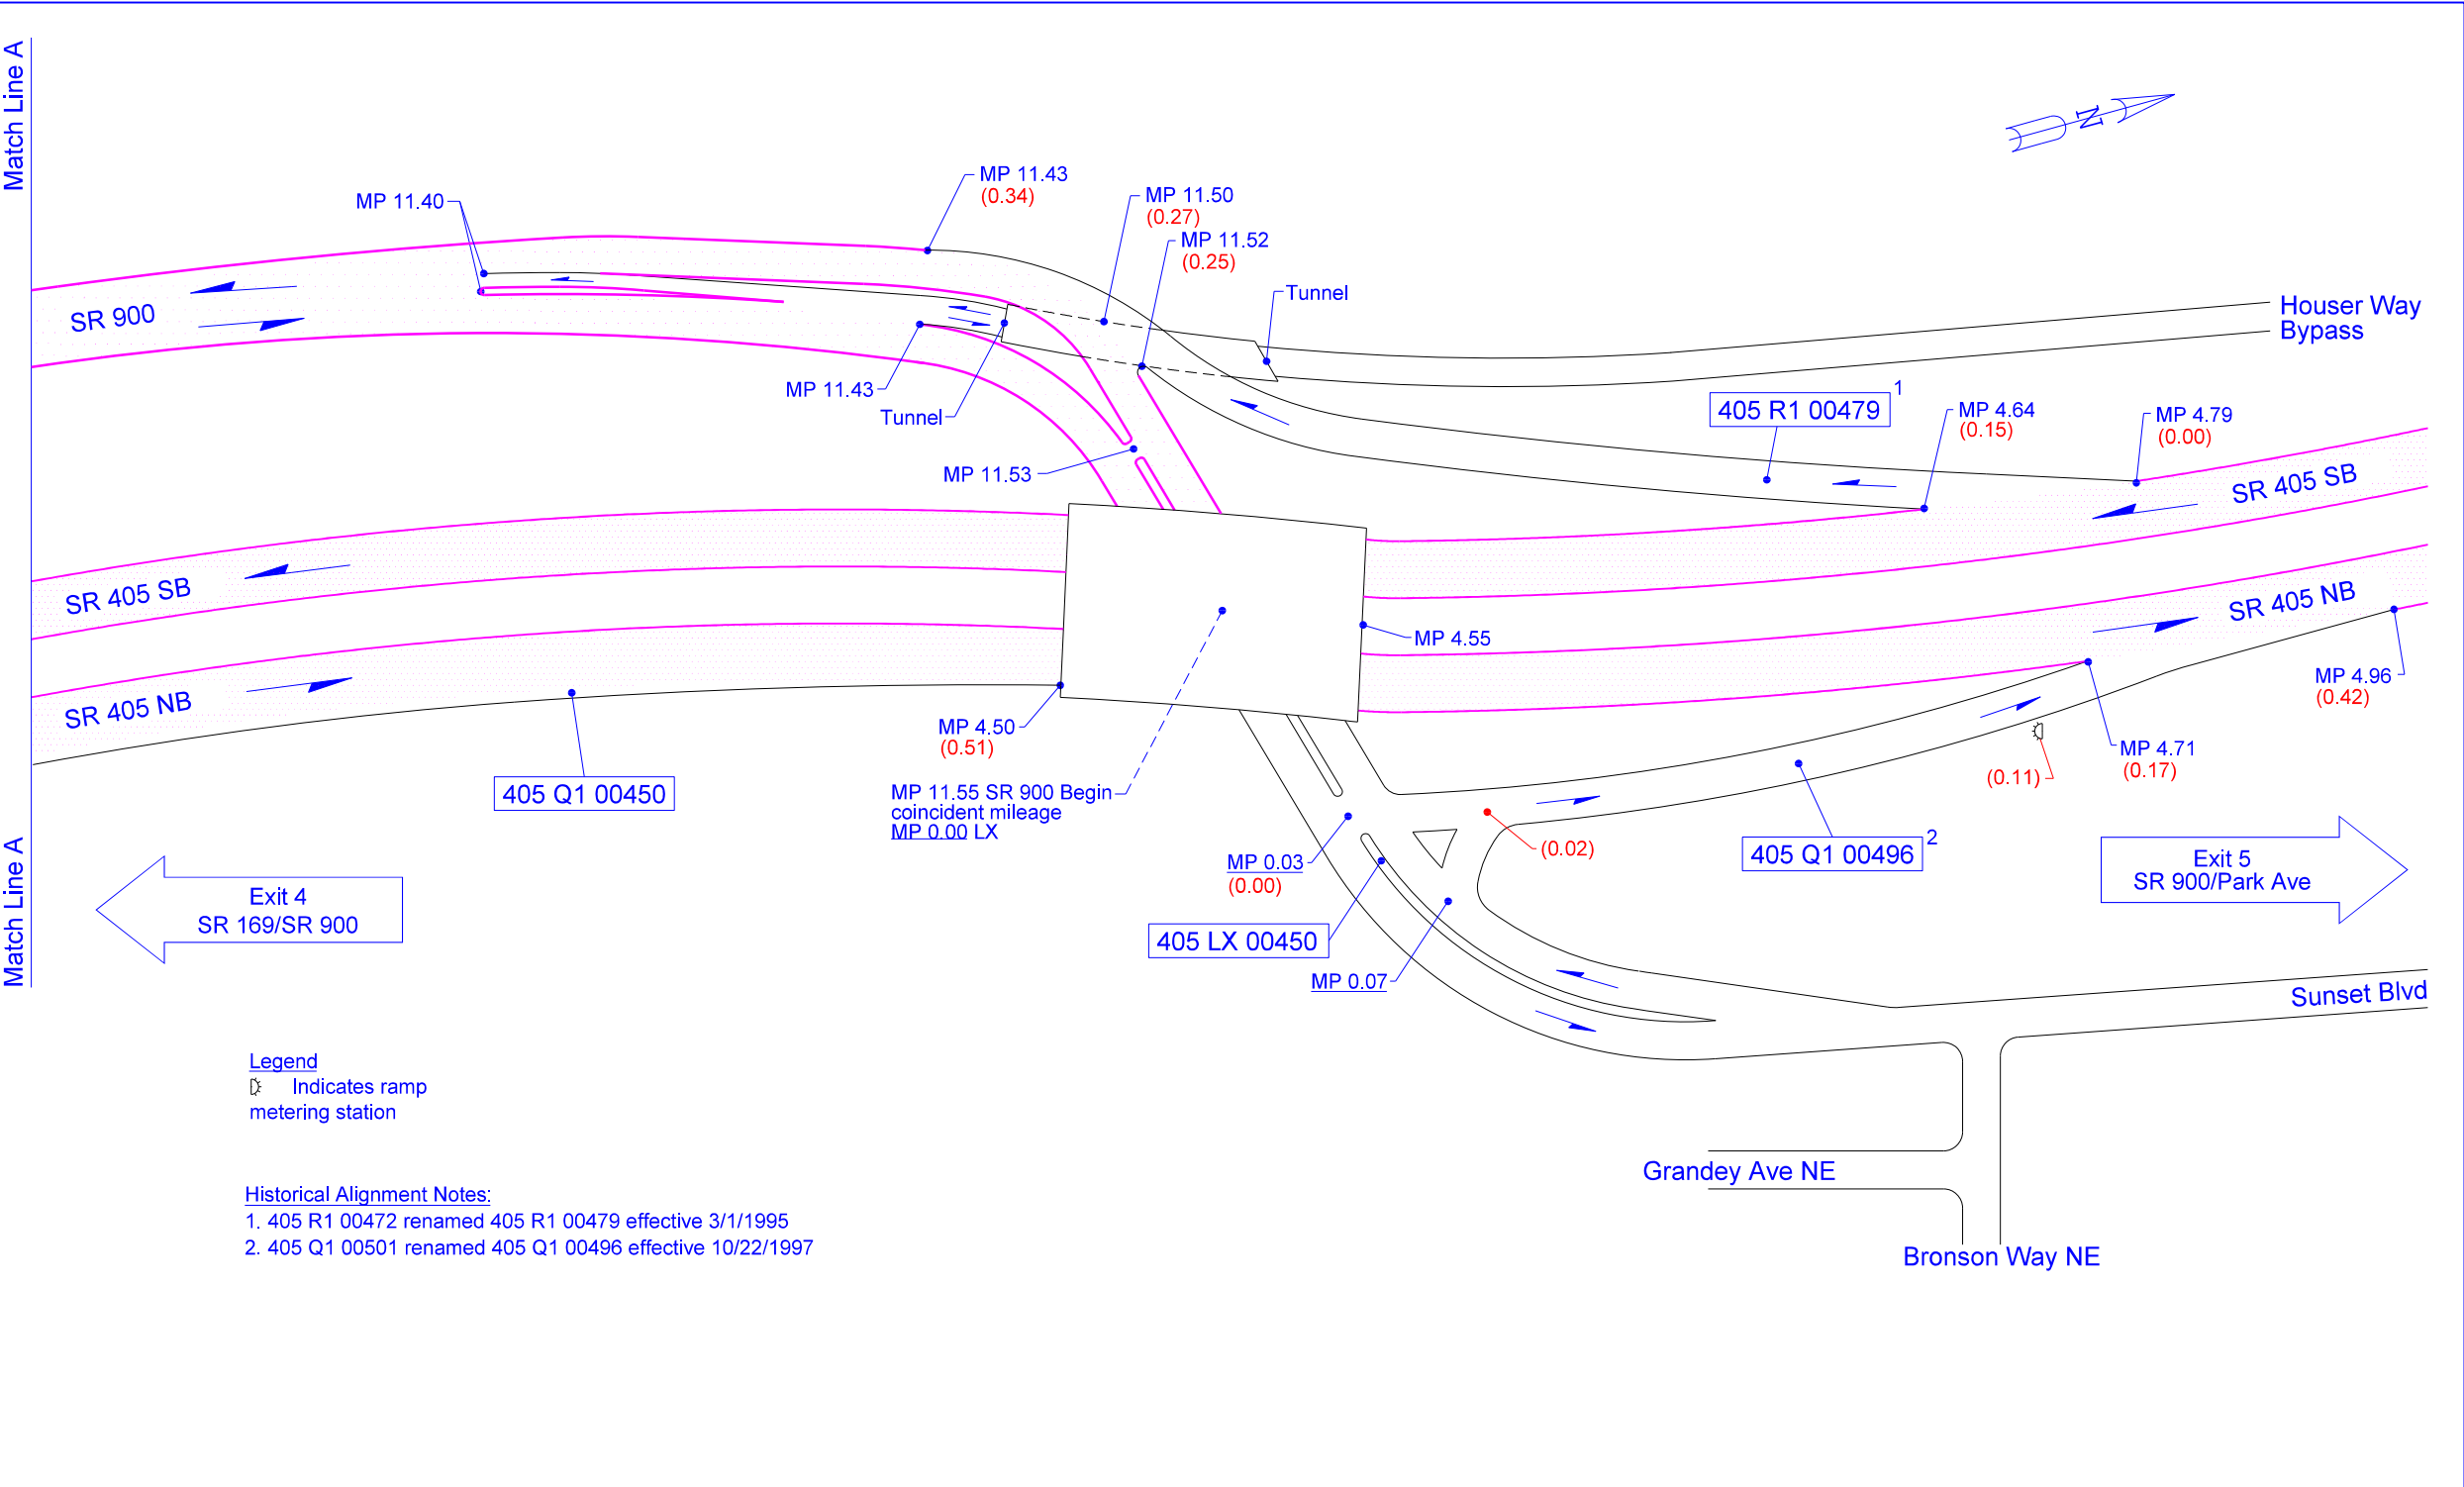 Match Line A
N
MP 11.43
(0.34)
MP 11.40
MP 11.50
(0.27)
MP 11.52
(0.25)
Tunnel
SR 900
Houser Way
Bypass
MP 11.43
Tunnel
405 R1 00479
1
MP 4.64
(0.15)
MP 4.79
(0.00)
MP 11.53
SR 405 SB
SR 405 SB
SR 405 NB
MP 4.55
SR 405 NB
MP 4.96
(0.42)
MP 4.50
(0.51)
MP 4.71
(0.17)
(0.11)
405 Q1 00450
MP 11.55 SR 900 Begin
coincident mileage
MP 0.00 LX
Match Line A
Exit 4
SR 169/SR 900
MP 0.03
(0.00)
(0.02)
405 Q1 00496
2
Exit 5
SR 900/Park Ave
405 LX 00450
MP 0.07
Sunset Blvd
Legend
Indicates ramp
metering station
Grandey Ave NE
Historical Alignment Notes:
1. 405 R1 00472 renamed 405 R1 00479 effective 3/1/1995
2. 405 Q1 00501 renamed 405 Q1 00496 effective 10/22/1997
Bronson Way NE